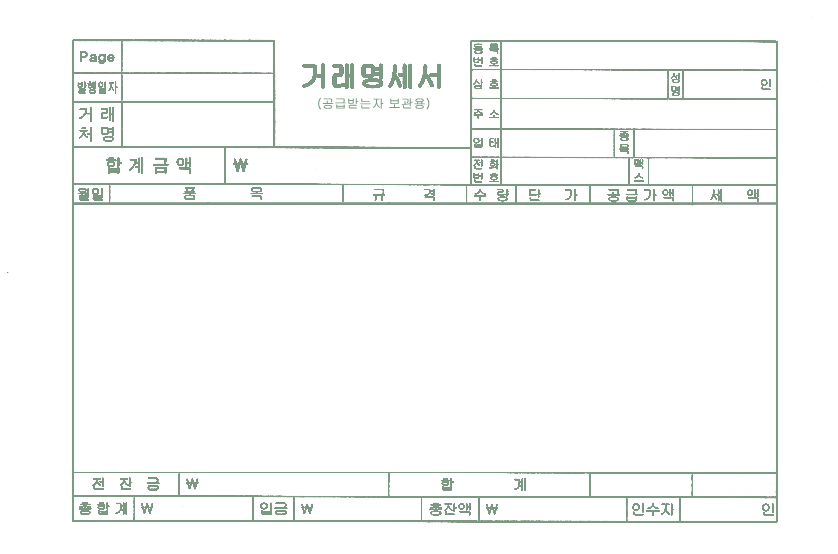 Page
발행일자
거래처명
합계금액 ₩
거래명세서
(공급받는자 보관용)
등록번호
상호 성명 인
주소
업태 종목
전화번호 팩스
월일 품목 규격 수량 단가 공급가액 세액
전잔금 ₩ 합계
총합계 ₩ 입금 ₩ 총잔액 ₩ 인수자 인